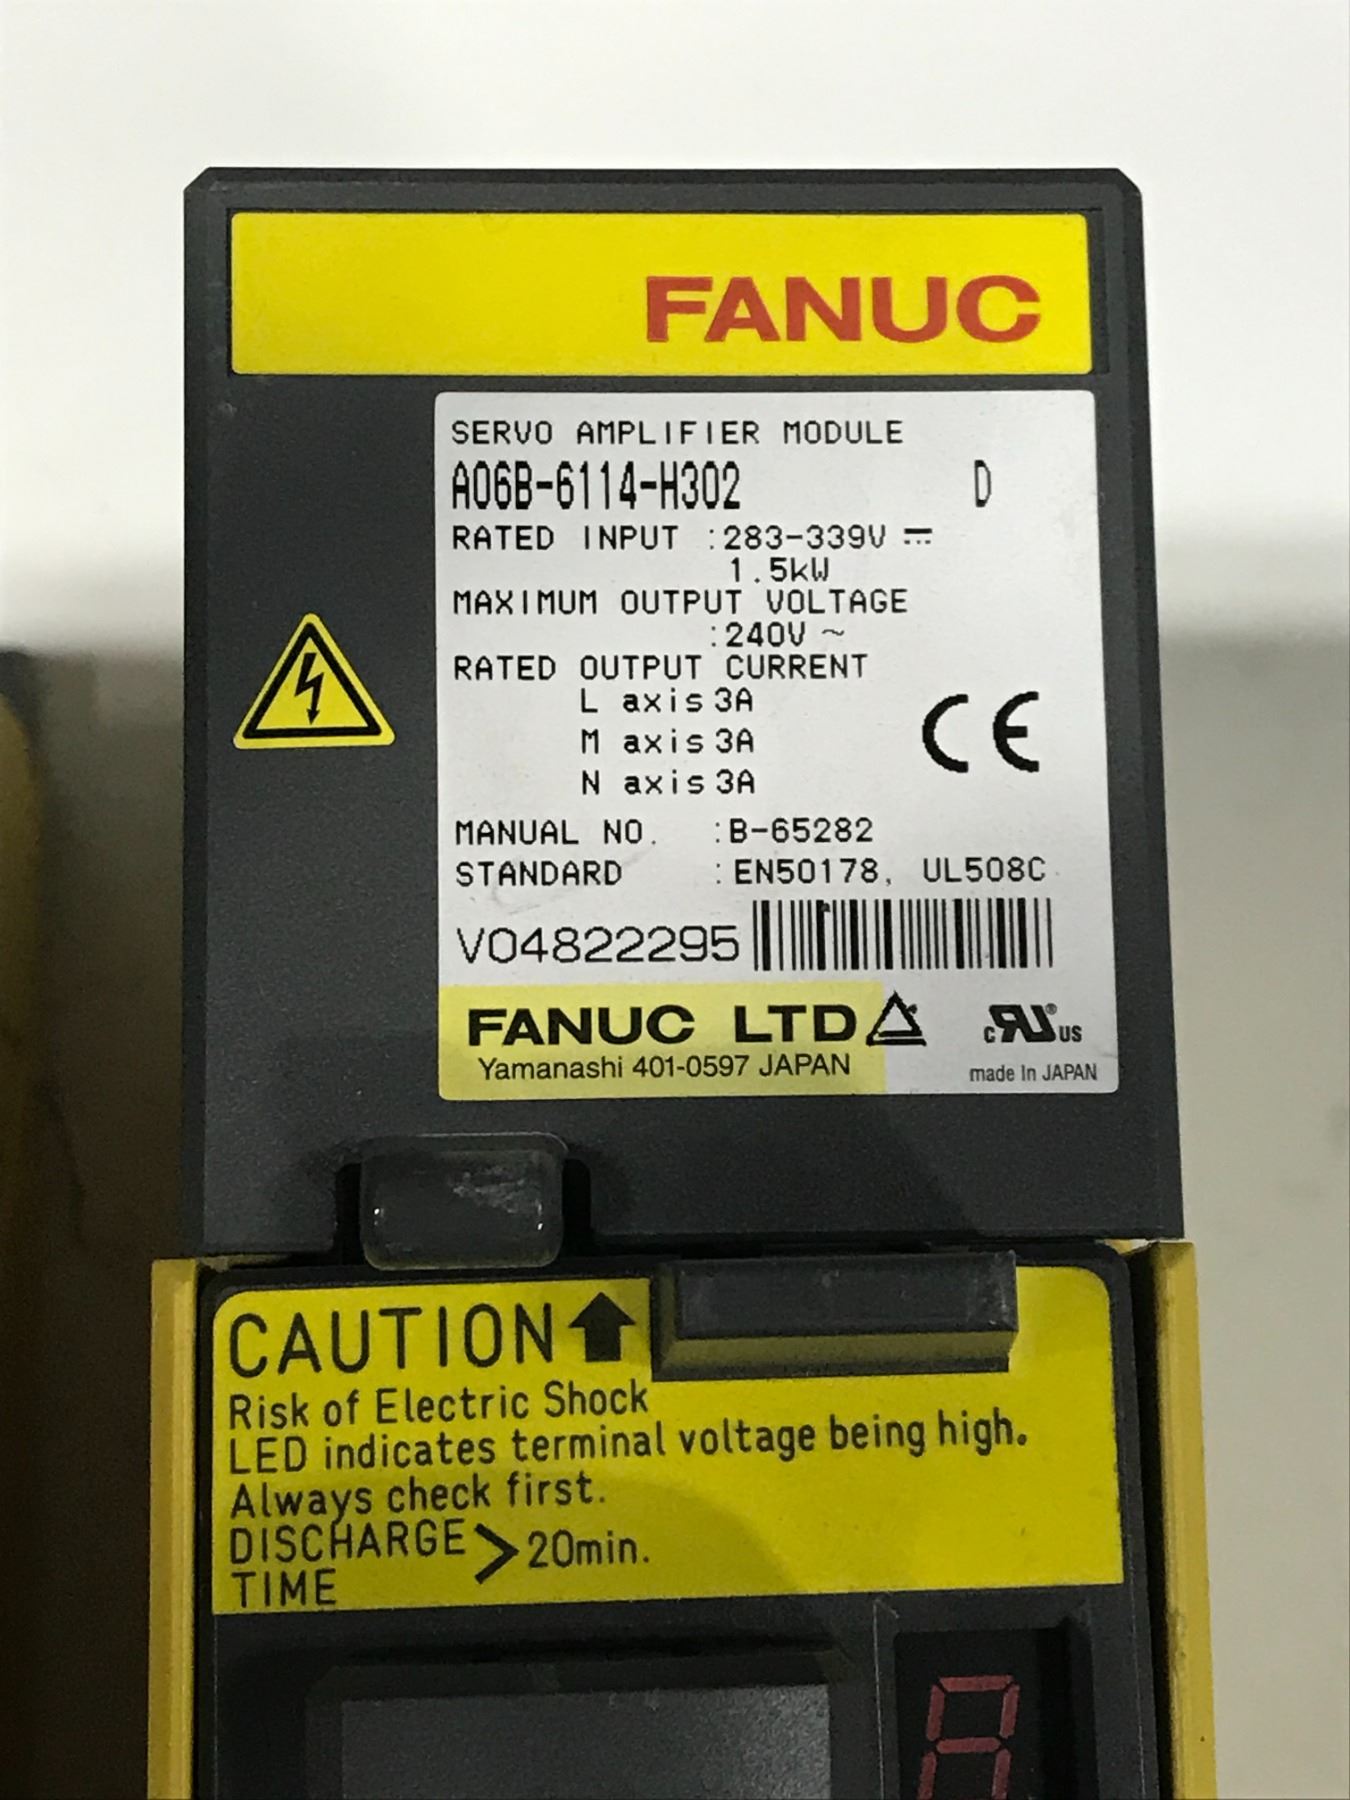 FANUC
SERVO AMPLIFIER MODULE
A06B-6114-H302 D
RATED INPUT :283-339V ⎓
1.5kW
MAXIMUM OUTPUT VOLTAGE
:240V ~
RATED OUTPUT CURRENT
L axis 3A
M axis 3A
N axis 3A
CE
MANUAL NO. :B-65282
STANDARD :EN50178, UL508C
V04822295
FANUC LTD
Yamanashi 401-0597 JAPAN
c RU ® US
made In JAPAN
CAUTION ↑
Risk of Electric Shock
LED indicates terminal voltage being high.
Always check first.
DISCHARGE > 20min.
TIME